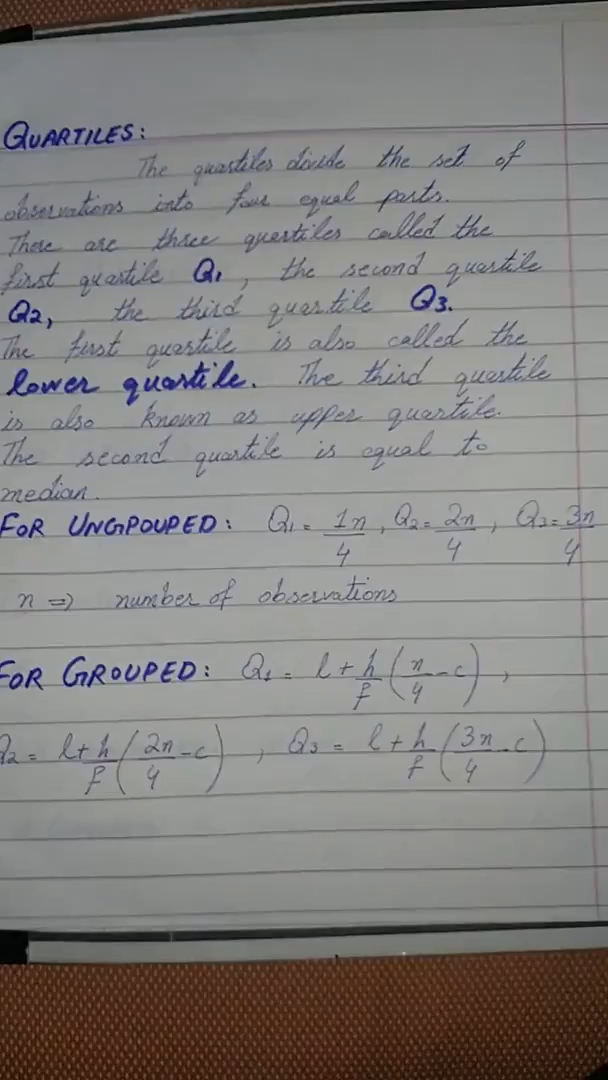 QUARTILES:
The quartiles divide the set of
observations into four equal parts.
There are three quartiles called the
first quartile Q1, the second quartile
Q2, the third quartile Q3.
The first quartile is also called the
lower quartile. The third quartile
is also known as upper quartile.
The second quartile is equal to
median.
FOR UNGPOUPED: Q1 = 1n/4, Q2 = 2n/4, Q3 = 3n/4
n => number of observations
FOR GROUPED: Q1 = l + h/f (n/4 - c),
Q2 = l + h/f (2n/4 - c), Q3 = l + h/f (3n/4 - c)